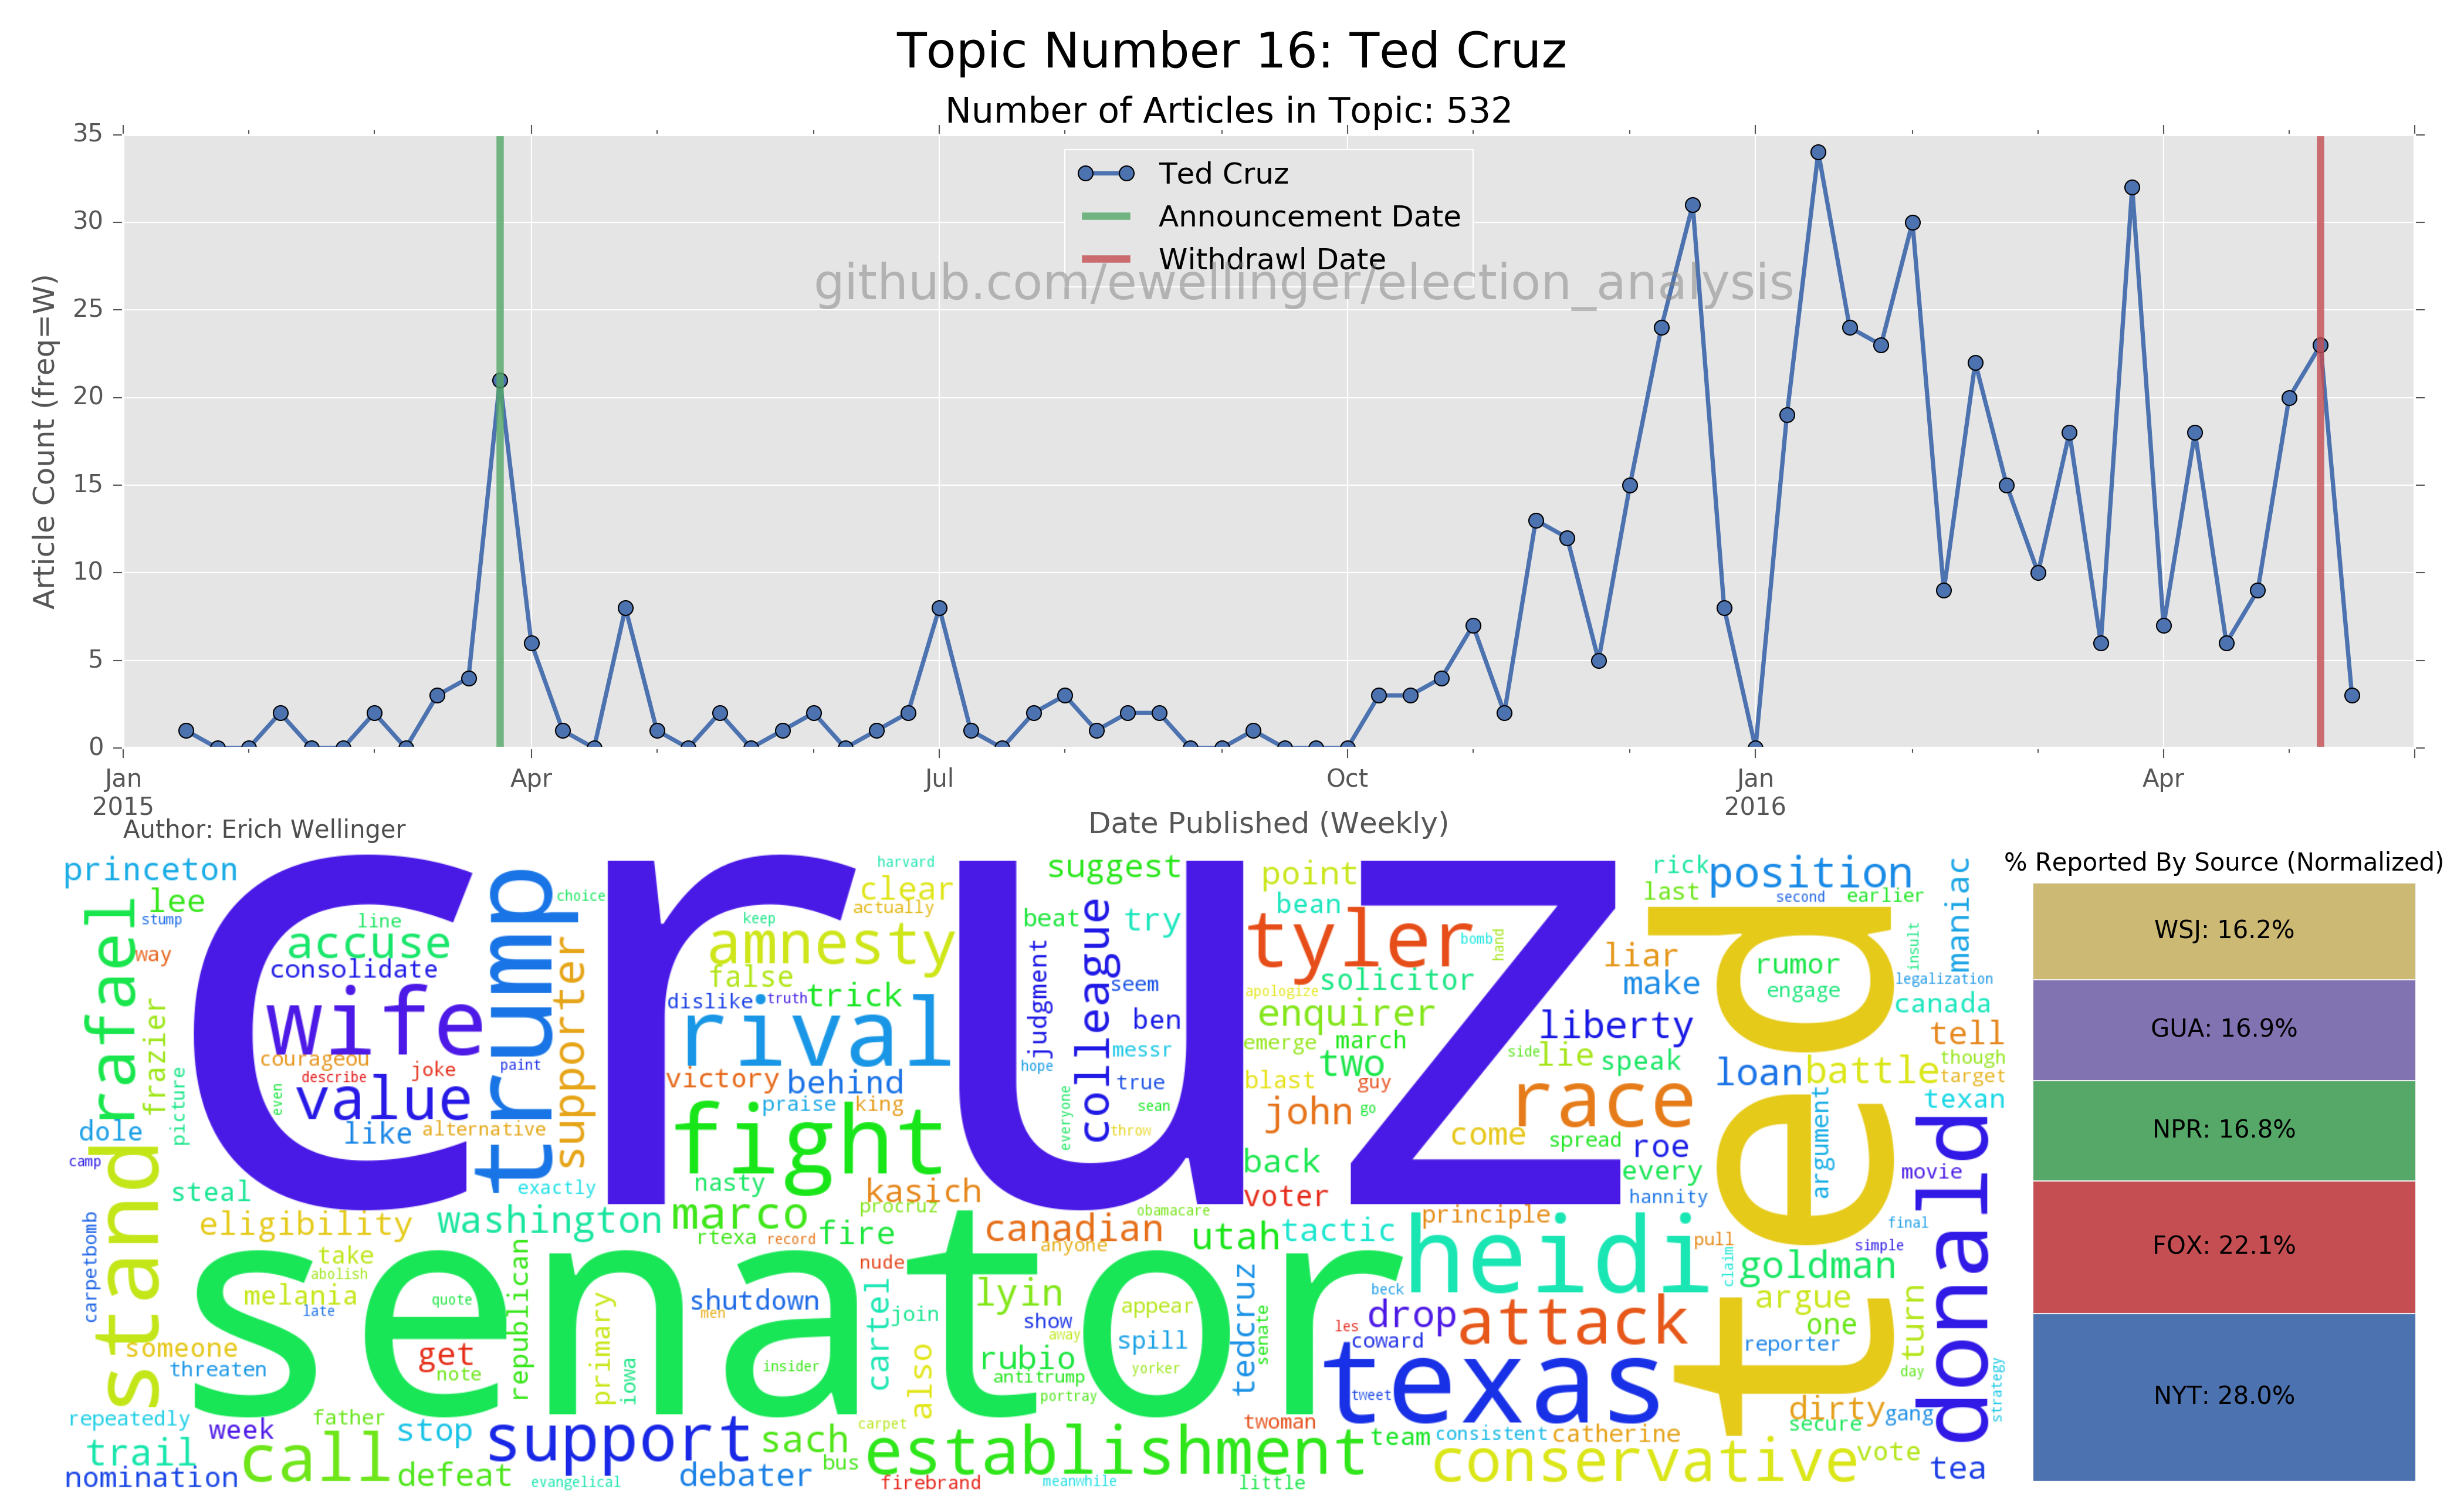 Topic Number 16: Ted Cruz
Number of Articles in Topic: 532
35
30
25
20
15
10
5
0
Article Count (freq=W)
Ted Cruz
Announcement Date
Withdrawl Date
github.com/ewellinger/election_analysis
Jan
2015
Apr
Jul
Oct
Jan
2016
Apr
Date Published (Weekly)
Author: Erich Wellinger
cruz
senator
ted
trump
donald
texas
heidi
stand
rafael
wife
value
rival
fight
tyler
race
attack
establishment
support
call
conservative
amnesty
colleague
supporter
princeton
lee
stump
way
frazier
picture
dole
camp
steal
line
accuse
consolidate
courageou
describe
joke
even
like
alternative
choice
paint
exactly
harvard
clear
actually
keep
false
dislike
truth
trick
victory
behind
praise
king
nasty
kasich
procruz
suggest
beat
try
judgment
seem
ben
messr
hope
true
sean
everyone
throw
obamacare
point
bean
bomb
hand
solicitor
apologize
enquirer
emerge
march
two
blast
guy
john
go
back
voter
rick
last
position
second
earlier
maniac
liar
make
rumor
engage
insult
legalization
canada
liberty
side
lie
speak
tell
though
target
texan
loan
battle
come
spread
roe
every
hannity
argument
movie
final
simple
eligibility
washington
marco
fire
rtexa
record
canadian
anyone
utah
tactic
principle
pull
claim
goldman
carpetbomb
take
abolish
melania
late
quote
republican
primary
iowa
shutdown
men
nude
cartel
join
lyin
show
away
appear
spill
yorker
rubio
antitrump
portray
insider
tedcruz
senate
beck
drop
les
coward
tweet
argue
one
reporter
turn
day
strategy
someone
threaten
get
note
also
carpet
repeatedly
week
father
stop
trail
nomination
defeat
evangelical
debater
sach
bus
firebrand
meanwhile
twoman
little
team
consistent
catherine
dirty
gang
secure
vote
tea
% Reported By Source (Normalized)
WSJ: 16.2%
GUA: 16.9%
NPR: 16.8%
FOX: 22.1%
NYT: 28.0%